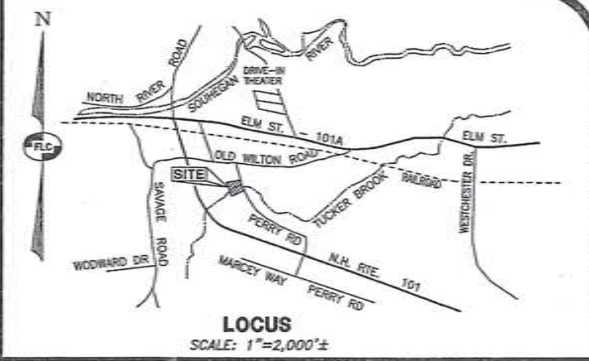 N
FLC
NORTH RIVER ROAD
SOUHEGAN RIVER
DRIVE-IN
THEATER
ELM ST. - 101A
ELM ST.
OLD WILTON ROAD
SITE
SAVAGE ROAD
TUCKER BROOK
RAILROAD
WESTCHESTER DR.
PERRY RD
WODWARD DR
MARCEY WAY
N.H. RTE. 101
PERRY RD
LOCUS
SCALE: 1"=2,000'±